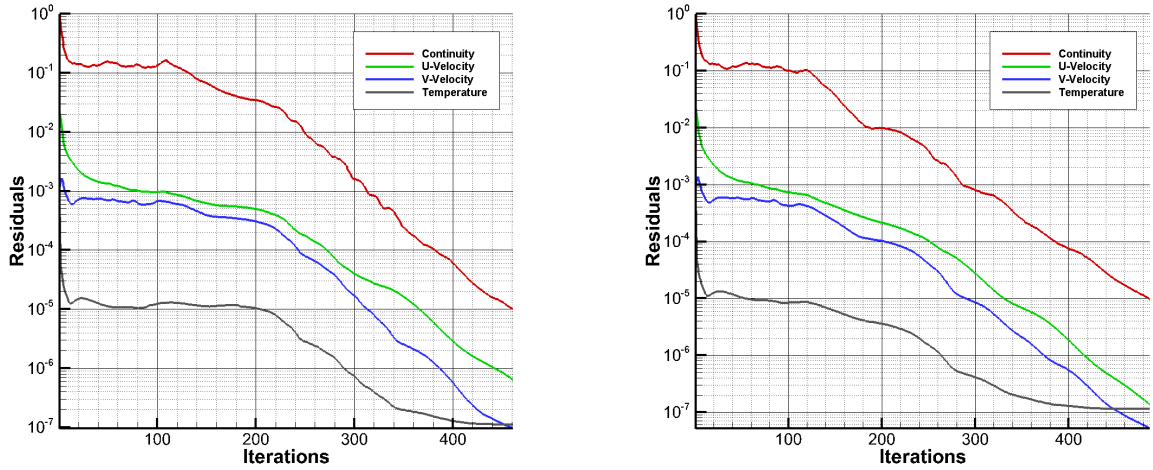 10^0
10^-1
10^-2
10^-3
10^-4
10^-5
10^-6
10^-7
Residuals
100
200
300
400
Iterations
Continuity
U-Velocity
V-Velocity
Temperature
10^0
10^-1
10^-2
10^-3
10^-4
10^-5
10^-6
10^-7
Residuals
100
200
300
400
Iterations
Continuity
U-Velocity
V-Velocity
Temperature